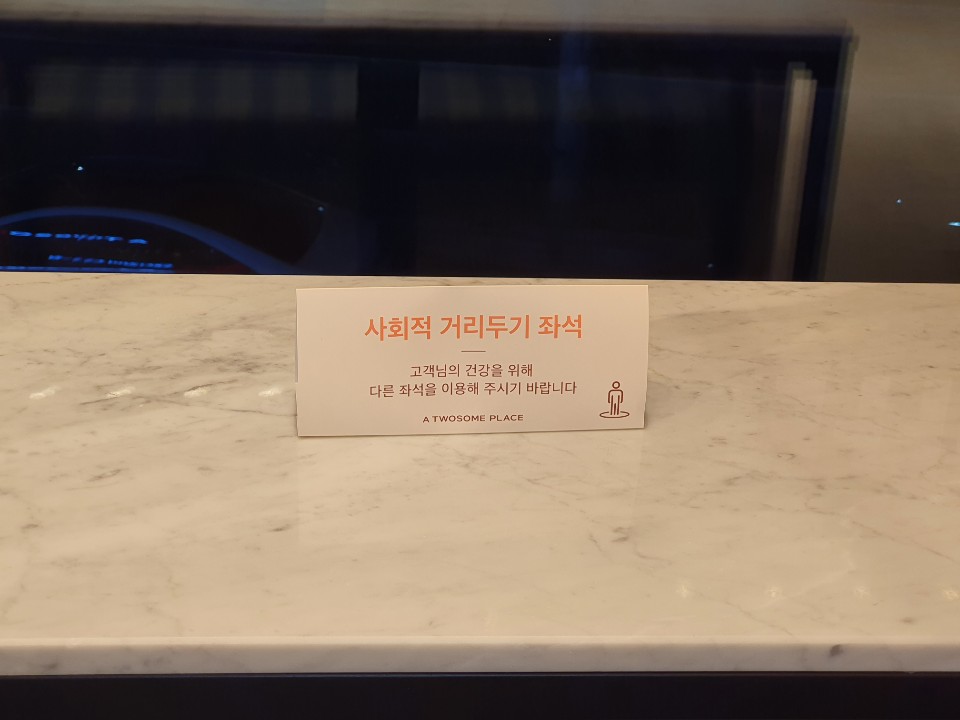 사회적 거리두기 좌석
고객님의 건강을 위해
다른 좌석을 이용해 주시기 바랍니다
A TWOSOME PLACE